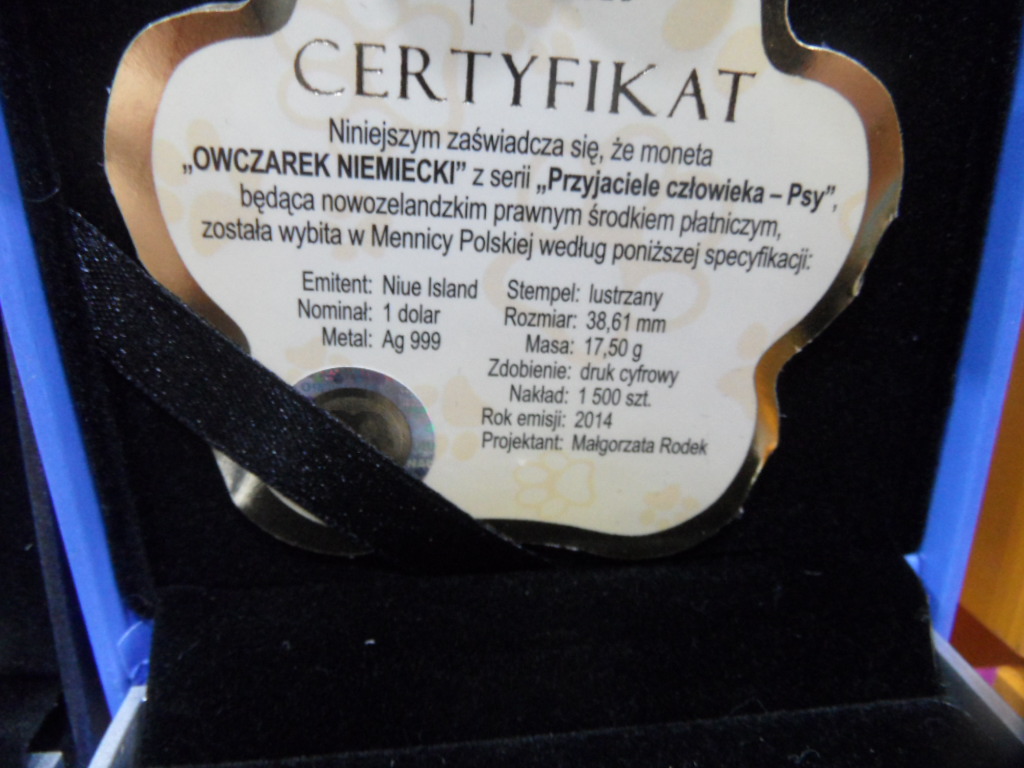 CERTYFIKAT
Niniejszym zaświadcza się, że moneta
„OWCZAREK NIEMIECKI” z serii „Przyjaciele człowieka – Psy”,
będąca nowozelandzkim prawnym środkiem płatniczym,
została wybita w Mennicy Polskiej według poniższej specyfikacji:
Emitent: Niue Island
Nominał: 1 dolar
Metal: Ag 999
Stempel: lustrzany
Rozmiar: 38,61 mm
Masa: 17,50 g
Zdobienie: druk cyfrowy
Nakład: 1 500 szt.
Rok emisji: 2014
Projektant: Małgorzata Rodek